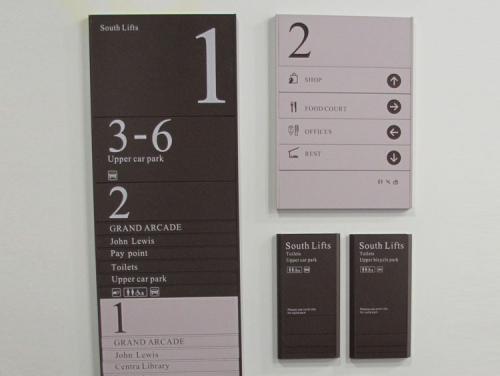 South Lifts
1
3-6
Upper car park
2
GRAND ARCADE
John Lewis
Pay point
Toilets
Upper car park
1
GRAND ARCADE
John Lewis
Centra Library
2
SHOP
FOOD COURT
OFFICES
REST
South Lifts
Toilets
Upper car park
South Lifts
Toilets
Upper bicycle park